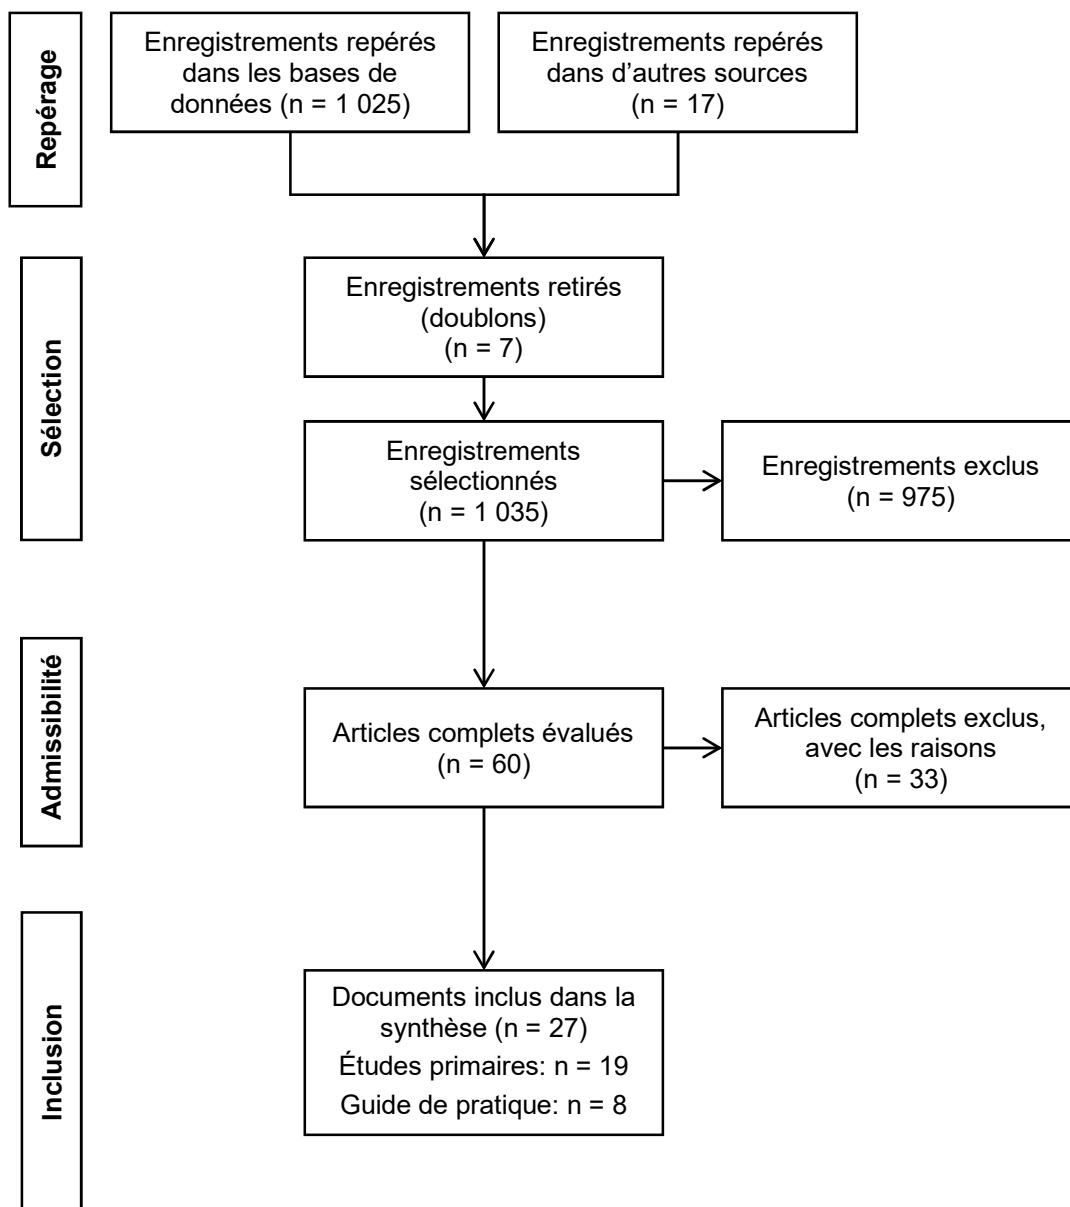 Repérage
Enregistrements repérés
dans les bases de
données (n = 1 025)
Enregistrements repérés
dans d’autres sources
(n = 17)
Sélection
Enregistrements retirés
(doublons)
(n = 7)
Enregistrements
sélectionnés
(n = 1 035)
Enregistrements exclus
(n = 975)
Admissibilité
Articles complets évalués
(n = 60)
Articles complets exclus,
avec les raisons
(n = 33)
Inclusion
Documents inclus dans la
synthèse (n = 27)
Études primaires: n = 19
Guide de pratique: n = 8